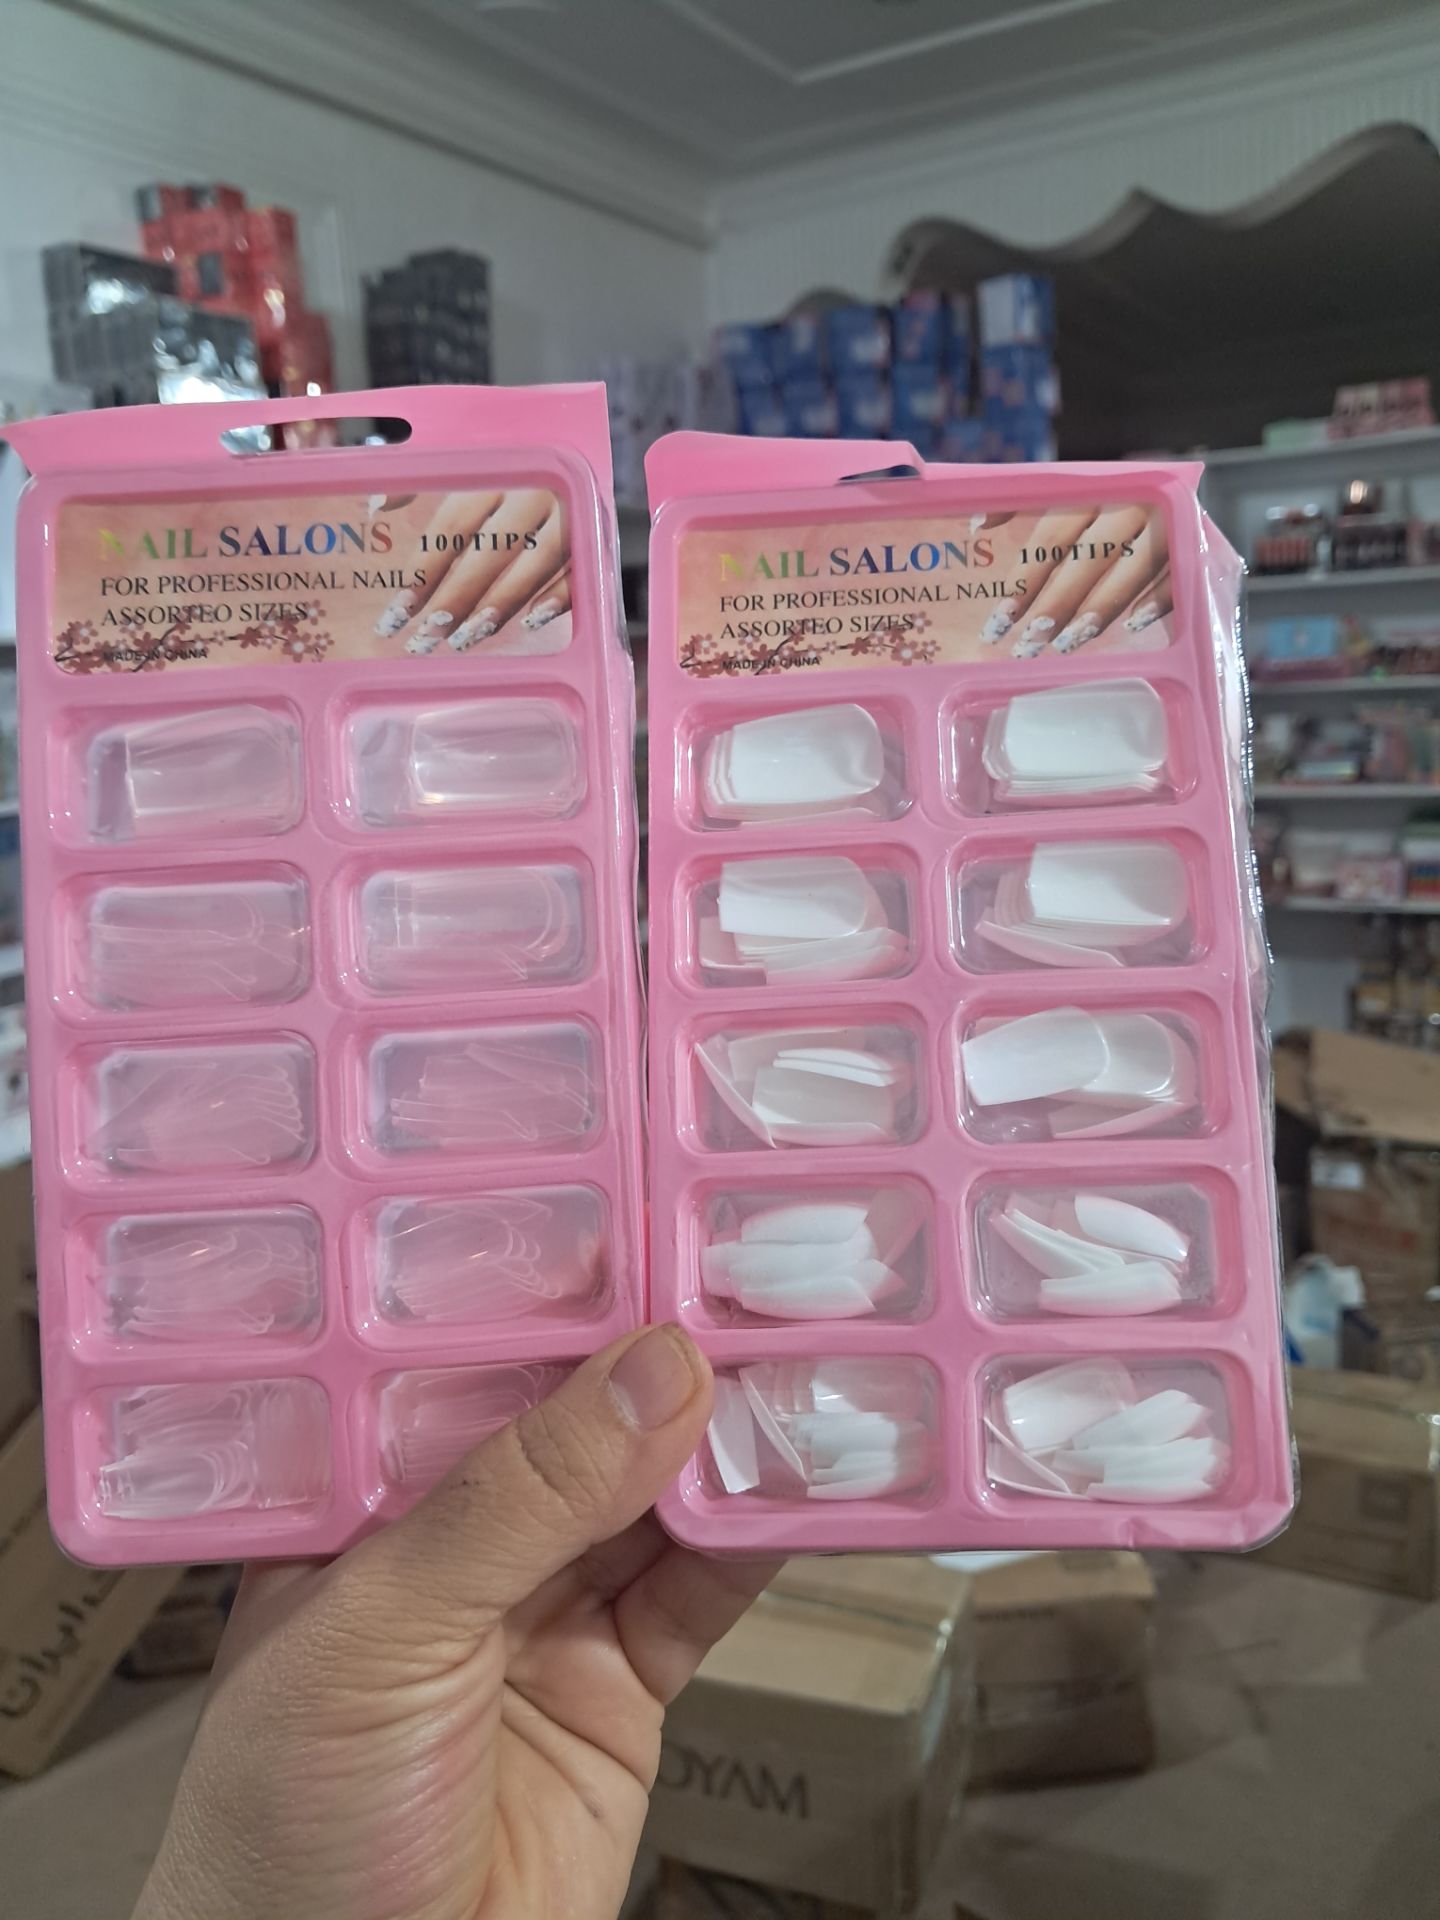 NAIL SALONS 100TIPS
FOR PROFESSIONAL NAILS
ASSORTEO SIZES
MADE IN CHINA
NAIL SALONS 100TIPS
FOR PROFESSIONAL NAILS
ASSORTEO SIZES
MADE IN CHINA